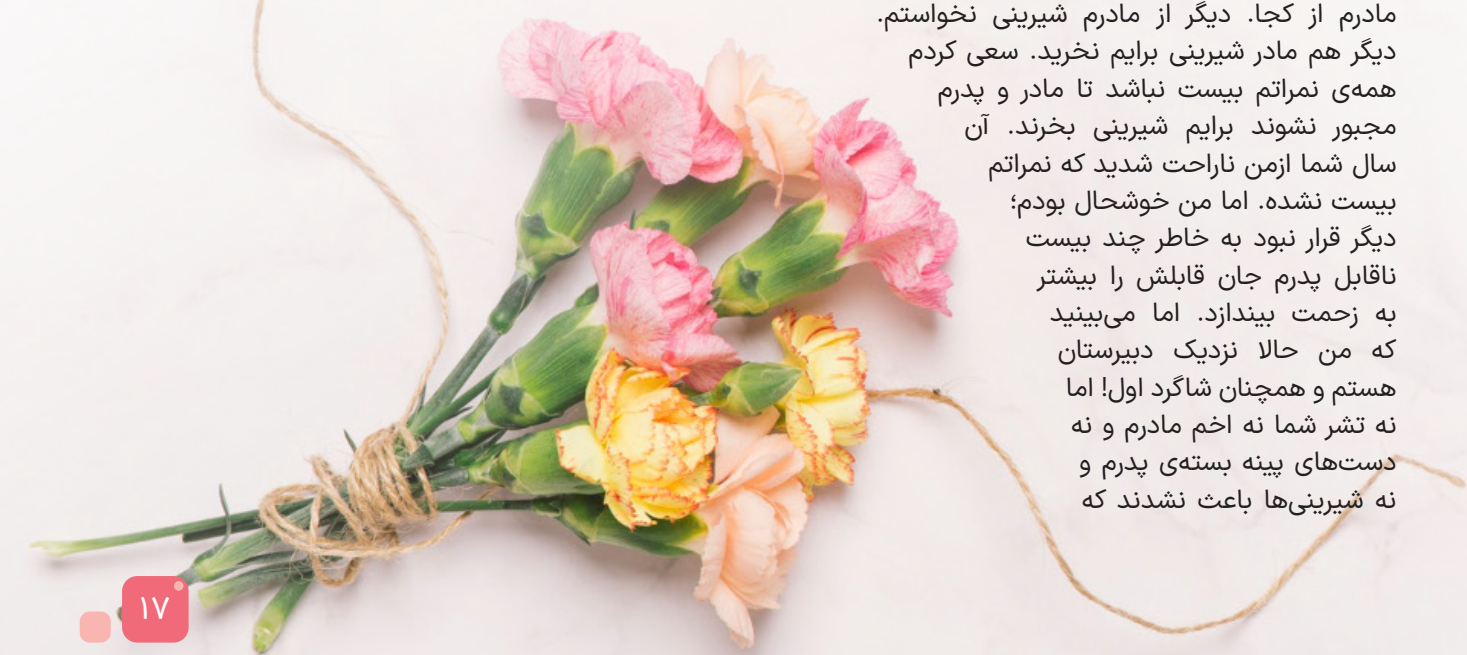 مادرم از کجا. دیگر از مادرم شیرینی نخواستم.
دیگر هم مادر شیرینی برایم نخرید. سعی کردم
همه‌ی نمراتم بیست نباشد تا مادر و پدرم
مجبور نشوند برایم شیرینی بخرند. آن
سال شما ازمن ناراحت شدید که نمراتم
بیست نشده. اما من خوشحال بودم؛
دیگر قرار نبود به خاطر چند بیست
ناقابل پدرم جان قابلش را بیشتر
به زحمت بیندازد. اما می‌بینید
که من حالا نزدیک دبیرستان
هستم و همچنان شاگرد اول! اما
نه تشر شما نه اخم مادرم و نه
دست‌های پینه بسته‌ی پدرم و
نه شیرینی‌ها باعث نشدند که
۱۷